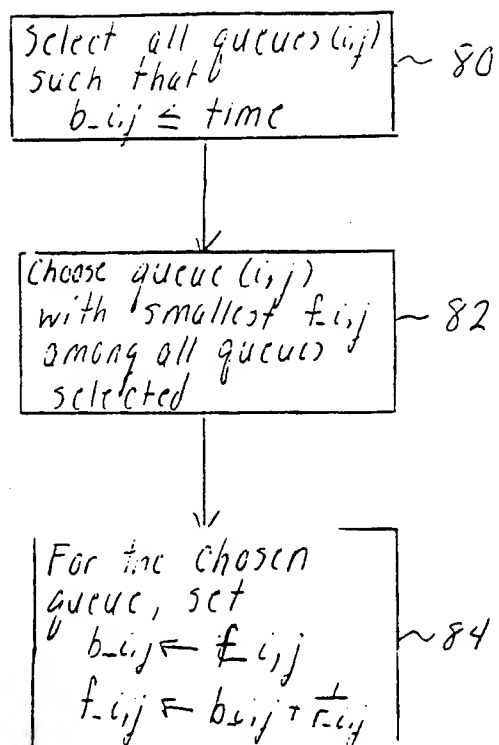 Select all queues (i,j)
such that
b_i,j ≤ time
80
Choose queue (i,j)
with smallest f_i,j
among all queues
selected
82
For the chosen
queue, set
b_i,j ← f_i,j
f_i,j ← b_i,j + 1/r_i,j
84